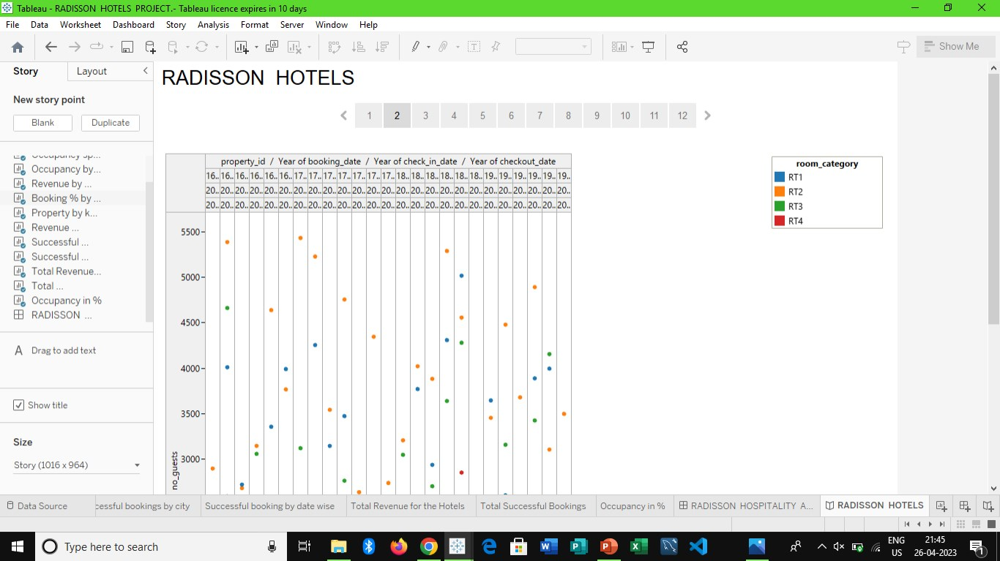 Tableau - RADISSON HOTELS PROJECT.- Tableau licence expires in 10 days
File Data Worksheet Dashboard Story Analysis Format Server Window Help
Show Me
Story Layout
New story point
Blank Duplicate
Occupancy by...
Revenue by ...
Booking % by ...
Property by k...
Revenue ...
Successful ...
Successful ...
Total Revenue...
Total ...
Occupancy in %
RADISSON ...
A Drag to add text
Show title
Size
Story (1016 x 964)
RADISSON HOTELS
1 2 3 4 5 6 7 8 9 10 11 12
property_id / Year of booking_date / Year of check_in_date / Year of checkout_date
16.. 16.. 16.. 16.. 16.. 16.. 17.. 17.. 17.. 17.. 17.. 17.. 17.. 18.. 18.. 18.. 18.. 18.. 18.. 19.. 19.. 19.. 19.. 19.. 19..
20.. 20.. 20.. 20.. 20.. 20.. 20.. 20.. 20.. 20.. 20.. 20.. 20.. 20.. 20.. 20.. 20.. 20.. 20.. 20.. 20.. 20.. 20.. 20.. 20..
20.. 20.. 20.. 20.. 20.. 20.. 20.. 20.. 20.. 20.. 20.. 20.. 20.. 20.. 20.. 20.. 20.. 20.. 20.. 20.. 20.. 20.. 20.. 20.. 20..
5500
5000
4500
4000
3500
3000
no_guests
room_category
RT1
RT2
RT3
RT4
Data Source cessful bookings by city Successful booking by date wise Total Revenue for the Hotels Total Successful Bookings Occupancy in % RADISSON HOSPITALITY A... RADISSON HOTELS
Type here to search
ENG
US
21:45
26-04-2023
1